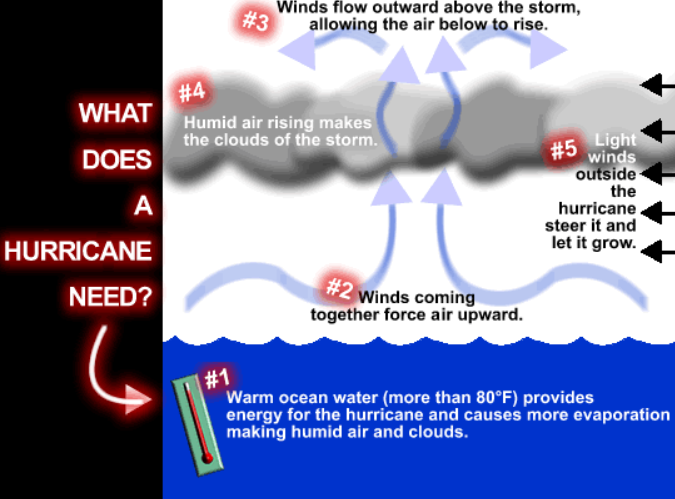 WHAT
DOES
A
HURRICANE
NEED?
#1
Warm ocean water (more than 80°F) provides
energy for the hurricane and causes more evaporation
making humid air and clouds.
#2
Winds coming
together force air upward.
#3
Winds flow outward above the storm,
allowing the air below to rise.
#4
Humid air rising makes
the clouds of the storm.
#5
Light
winds
outside
the
hurricane
steer it and
let it grow.